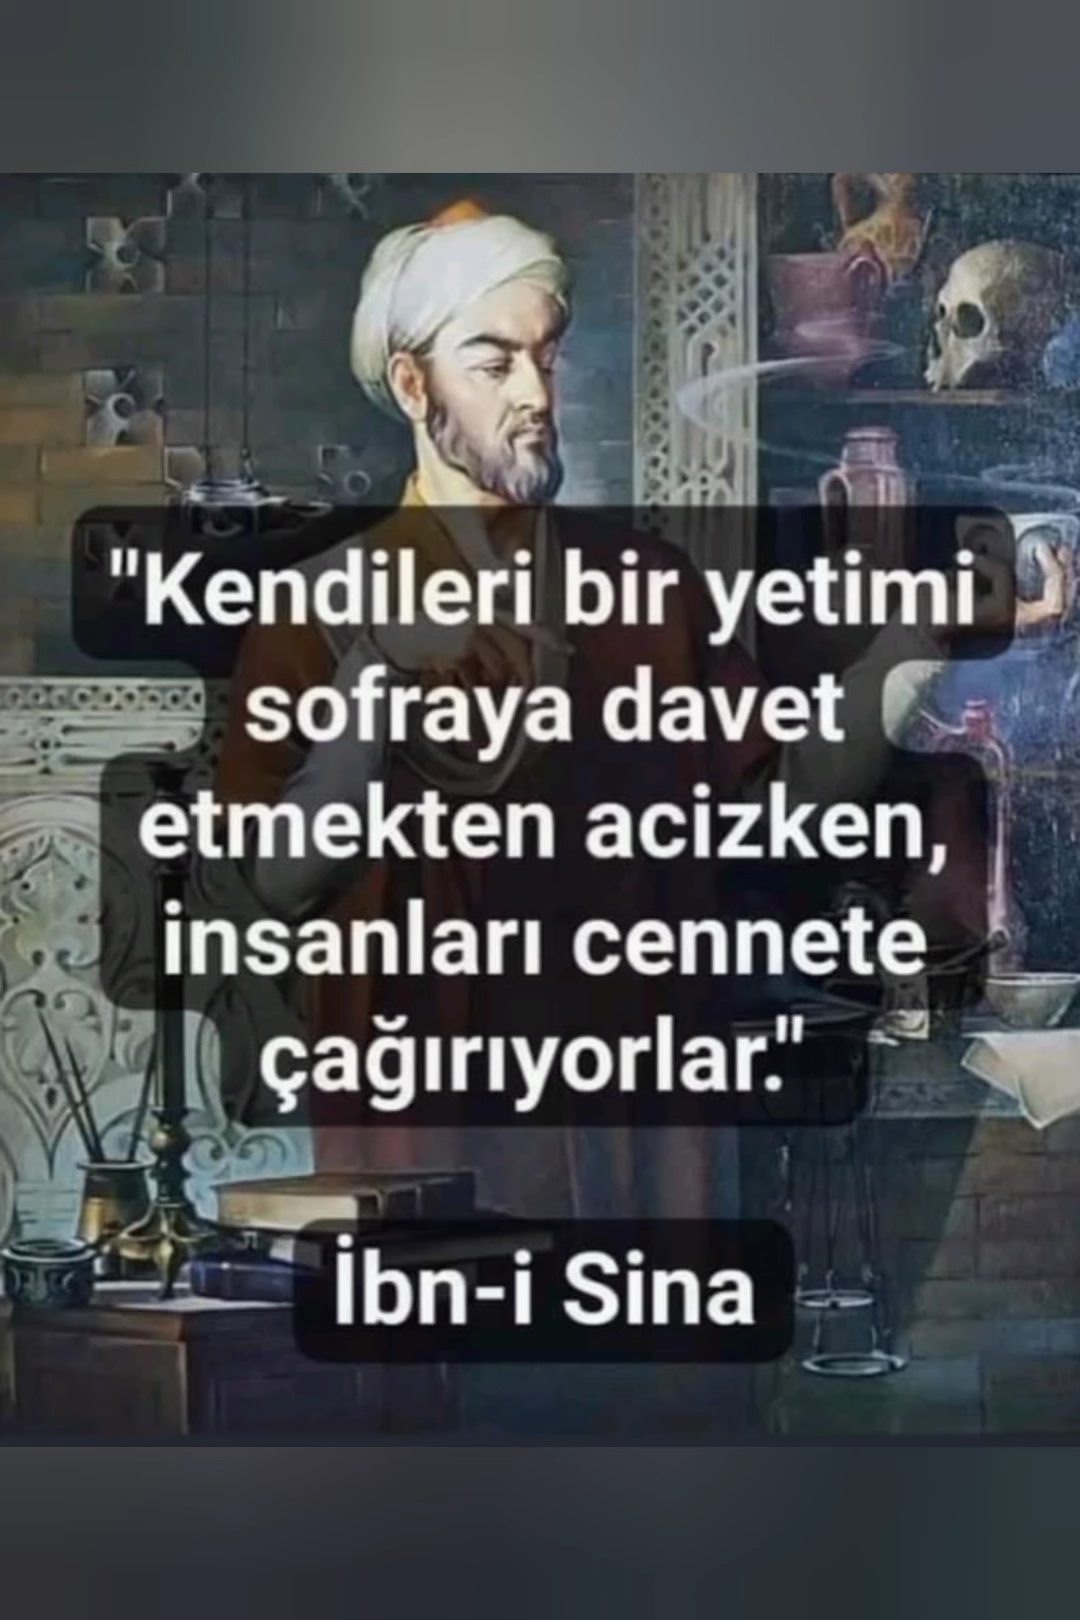 "Kendileri bir yetimi
sofraya davet
etmekten acizken,
insanları cennete
çağırıyorlar."
İbn-i Sina